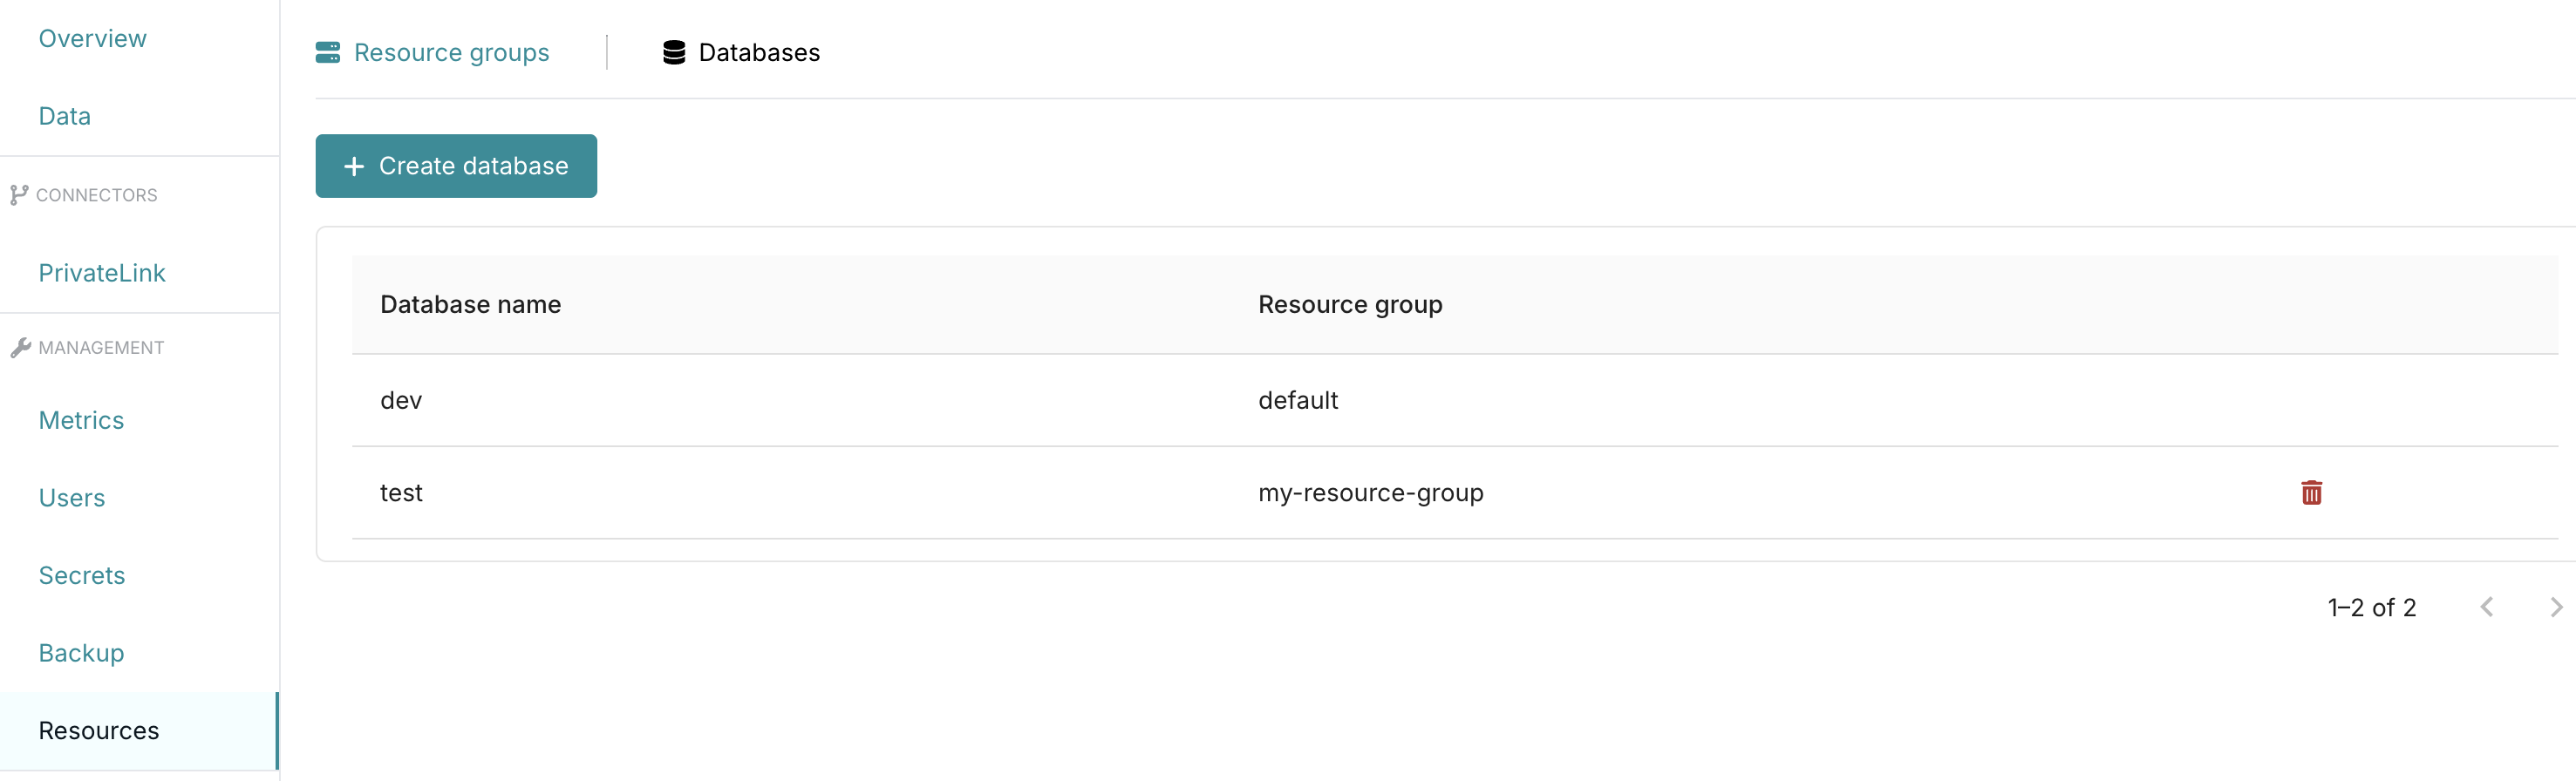 Overview
Data
CONNECTORS
PrivateLink
MANAGEMENT
Metrics
Users
Secrets
Backup
Resources
Resource groups
Databases
+ Create database
Database name Resource group
dev default
test my-resource-group
1–2 of 2